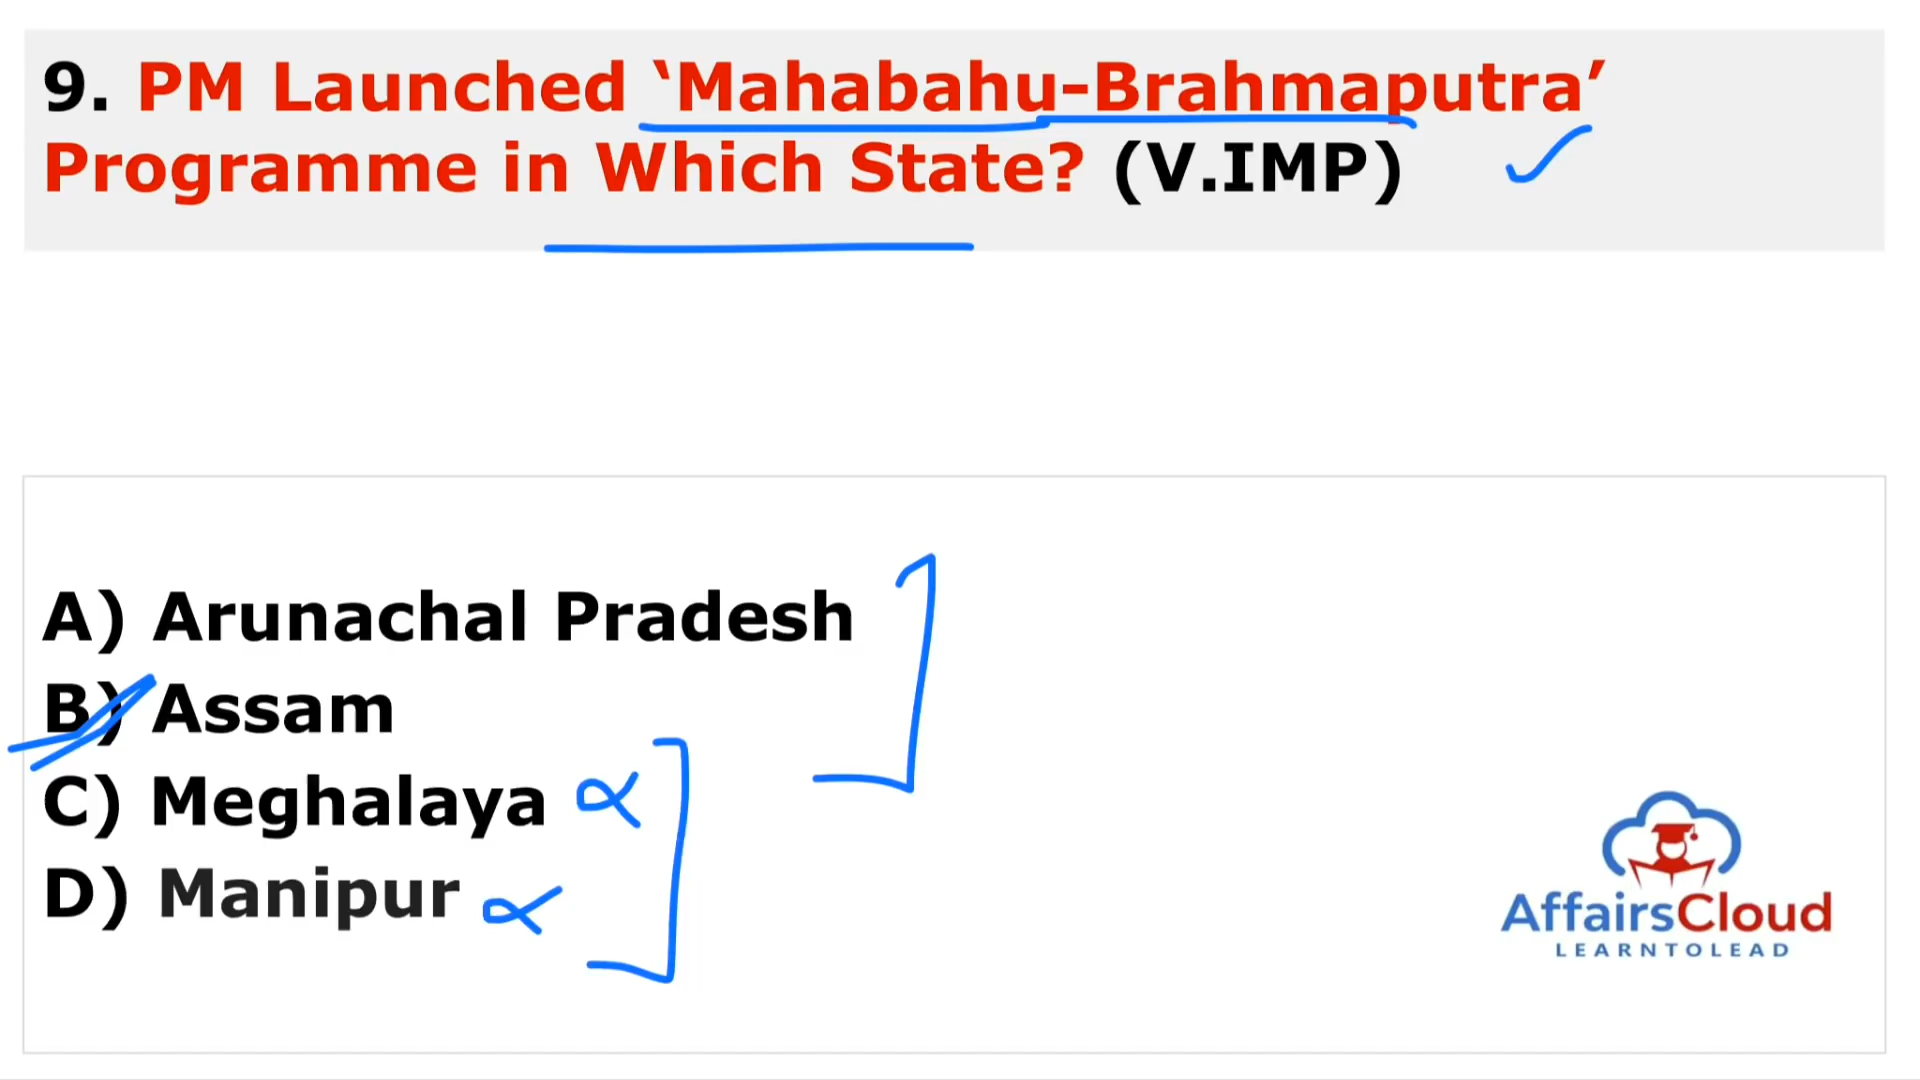 9. PM Launched ‘Mahabahu-Brahmaputra’
Programme in Which State? (V.IMP)
A) Arunachal Pradesh
B) Assam
C) Meghalaya
D) Manipur
AffairsCloud
LEARNTOLEAD